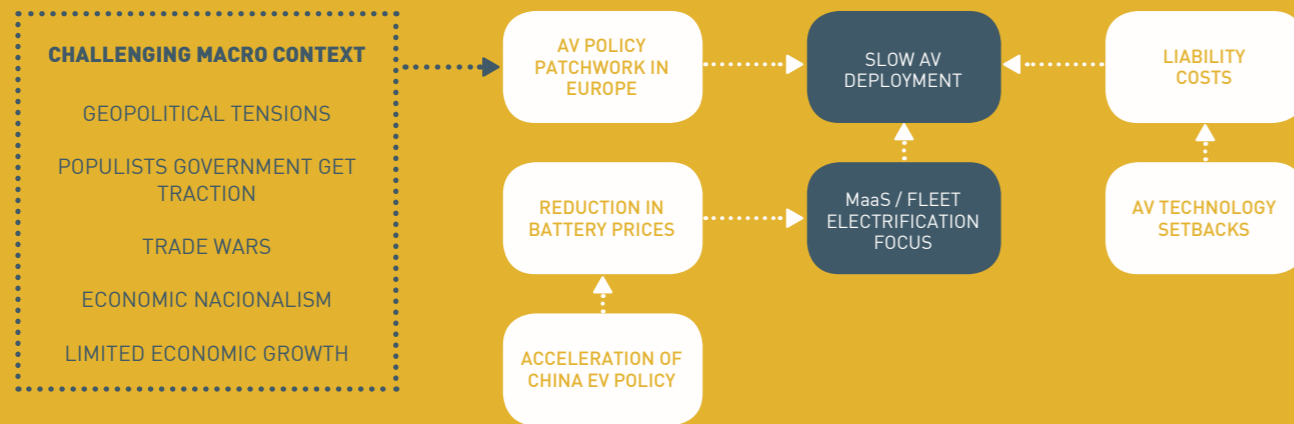 CHALLENGING MACRO CONTEXT
GEOPOLITICAL TENSIONS
POPULISTS GOVERNMENT GET
TRACTION
TRADE WARS
ECONOMIC NACIONALISM
LIMITED ECONOMIC GROWTH
AV POLICY
PATCHWORK IN
EUROPE
SLOW AV
DEPLOYMENT
LIABILITY
COSTS
REDUCTION IN
BATTERY PRICES
MaaS / FLEET
ELECTRIFICATION
FOCUS
AV TECHNOLOGY
SETBACKS
ACCELERATION OF
CHINA EV POLICY